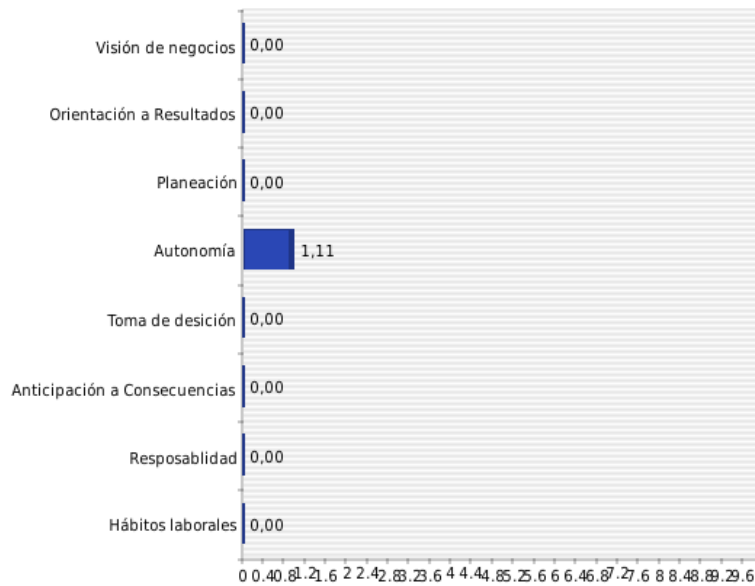 Visión de negocios 0,00
Orientación a Resultados 0,00
Planeación 0,00
Autonomía 1,11
Toma de desición 0,00
Anticipación a Consecuencias 0,00
Resposablidad 0,00
Hábitos laborales 0,00
0 0.4 0.8 1.2 1.6 2 2.4 2.8 3.2 3.6 4 4.4 4.8 5.2 5.6 6 6.4 6.8 7.2 7.6 8 8.4 8.8 9.2 9.6